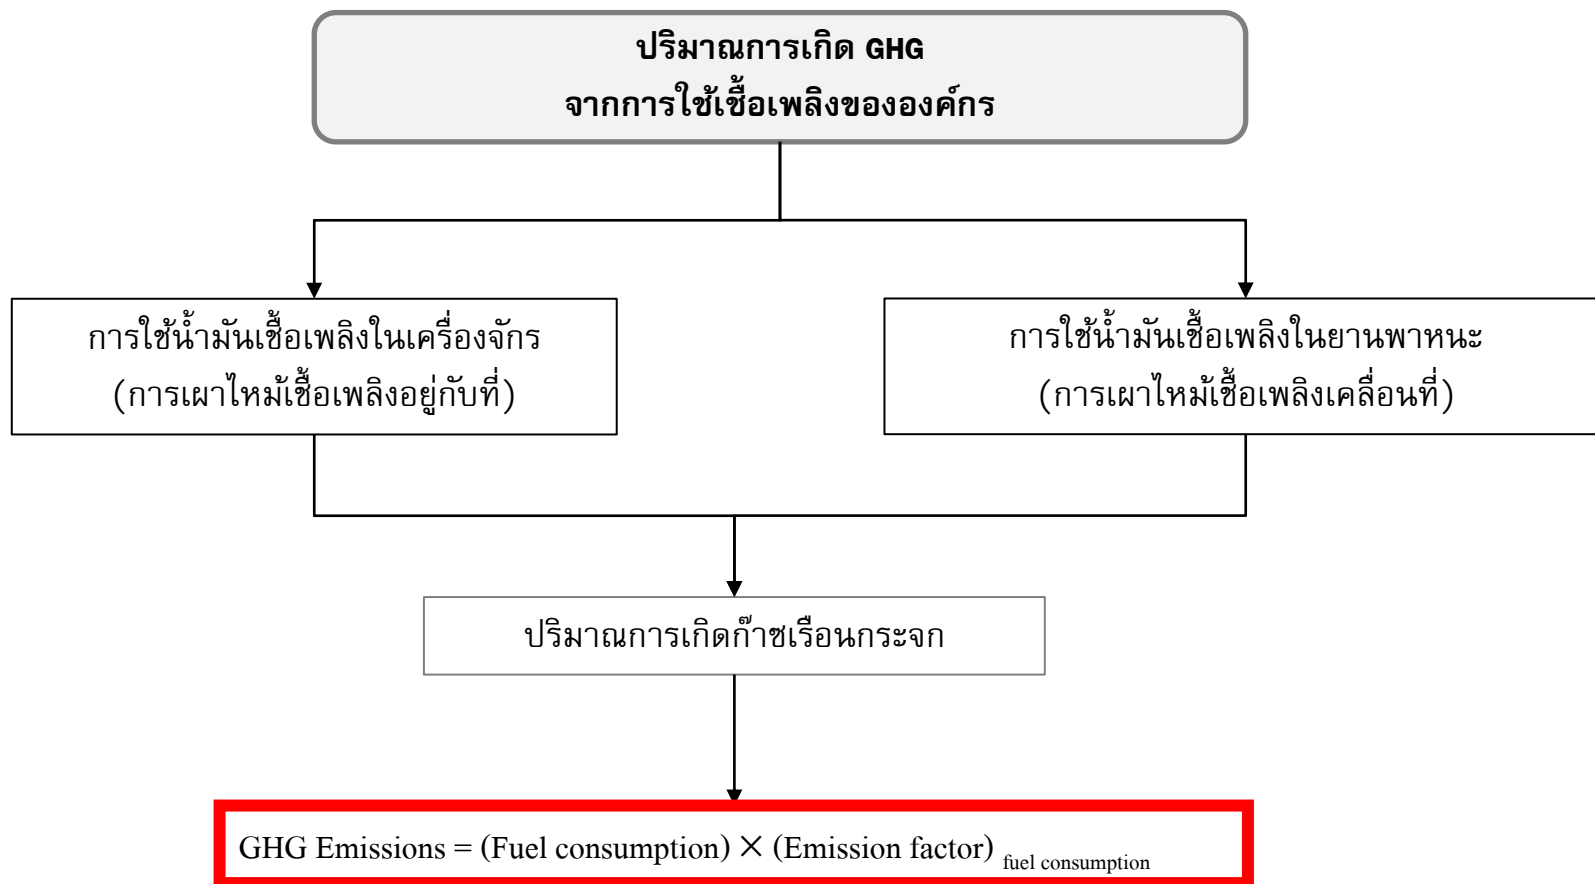 ปริมาณการเกิด GHG
จากการใช้เชื้อเพลิงขององค์กร
การใช้น้ำมันเชื้อเพลิงในเครื่องจักร
(การเผาไหม้เชื้อเพลิงอยู่กับที่)
การใช้น้ำมันเชื้อเพลิงในยานพาหนะ
(การเผาไหม้เชื้อเพลิงเคลื่อนที่)
ปริมาณการเกิดก๊าซเรือนกระจก
GHG Emissions = (Fuel consumption) × (Emission factor) fuel consumption